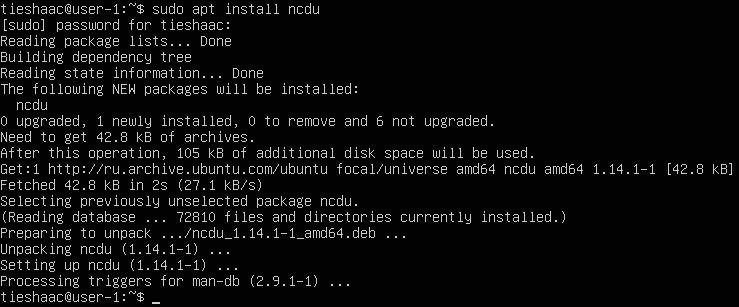 tieshaac@user-1:~$ sudo apt install ncdu
[sudo] password for tieshaac:
Reading package lists... Done
Building dependency tree
Reading state information... Done
The following NEW packages will be installed:
  ncdu
0 upgraded, 1 newly installed, 0 to remove and 6 not upgraded.
Need to get 42.8 kB of archives.
After this operation, 105 kB of additional disk space will be used.
Get:1 http://ru.archive.ubuntu.com/ubuntu focal/universe amd64 ncdu amd64 1.14.1-1 [42.8 kB]
Fetched 42.8 kB in 2s (27.1 kB/s)
Selecting previously unselected package ncdu.
(Reading database ... 72810 files and directories currently installed.)
Preparing to unpack .../ncdu_1.14.1-1_amd64.deb ...
Unpacking ncdu (1.14.1-1) ...
Setting up ncdu (1.14.1-1) ...
Processing triggers for man-db (2.9.1-1) ...
tieshaac@user-1:~$ _